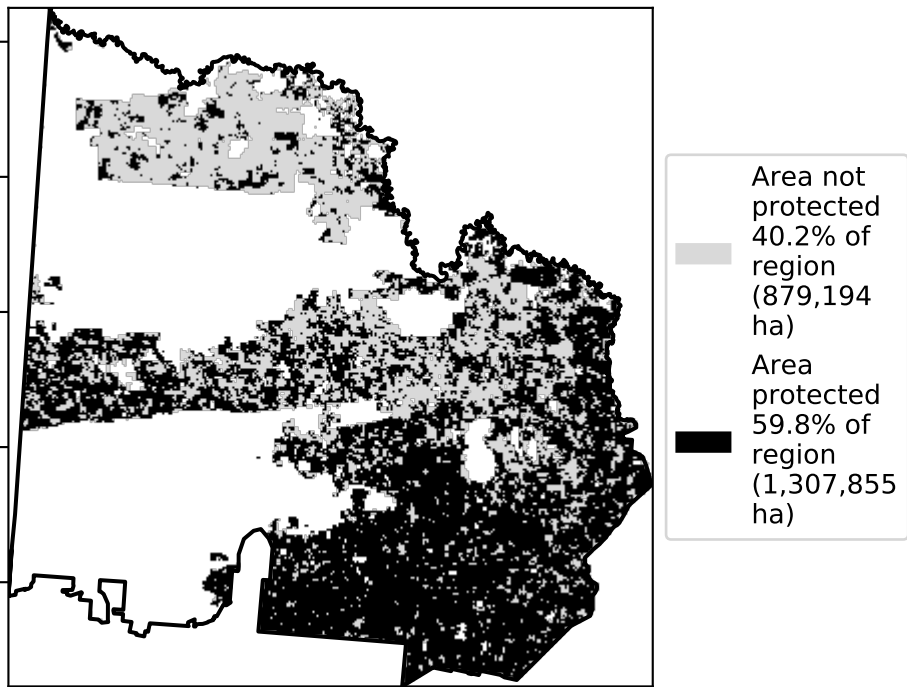 Area not
protected
40.2% of
region
(879,194
ha)
Area
protected
59.8% of
region
(1,307,855
ha)